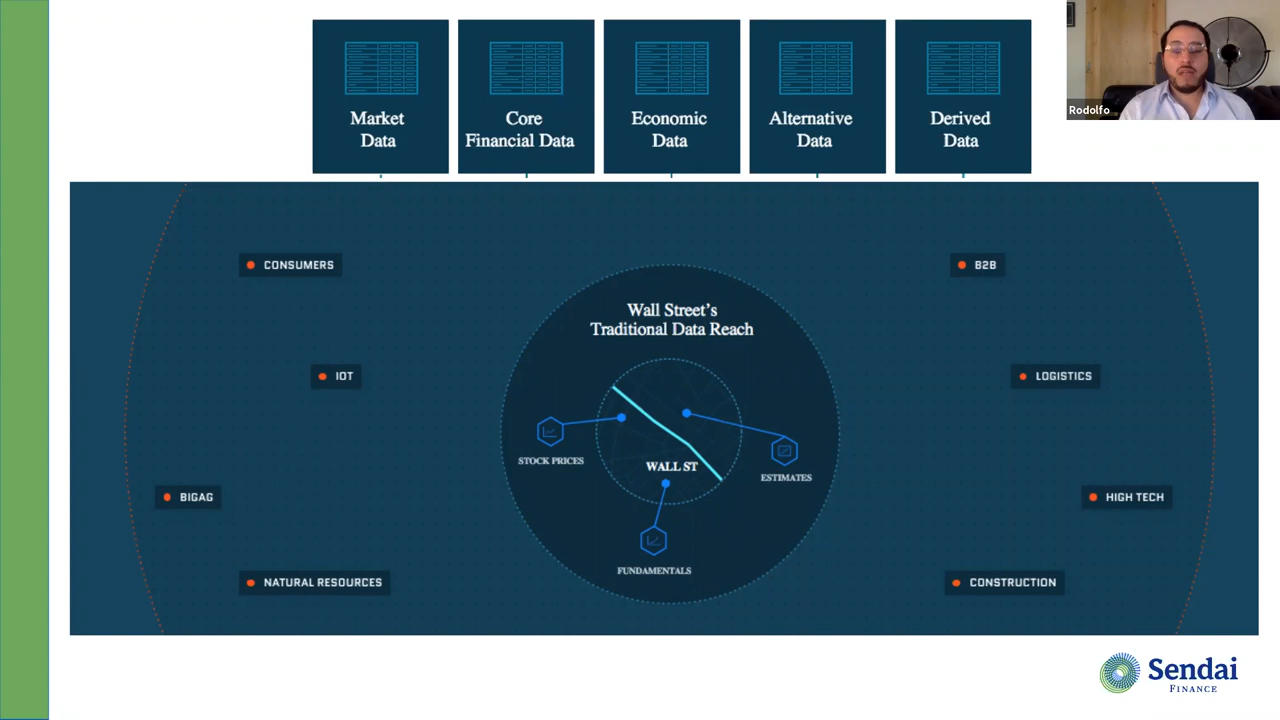 Market
Data
Core
Financial Data
Economic
Data
Alternative
Data
Derived
Data
Rodolfo
CONSUMERS
B2B
Wall Street's
Traditional Data Reach
IOT
LOGISTICS
STOCK PRICES
WALL ST
ESTIMATES
BIGAG
HIGH TECH
FUNDAMENTALS
NATURAL RESOURCES
CONSTRUCTION
Sendai
FINANCE